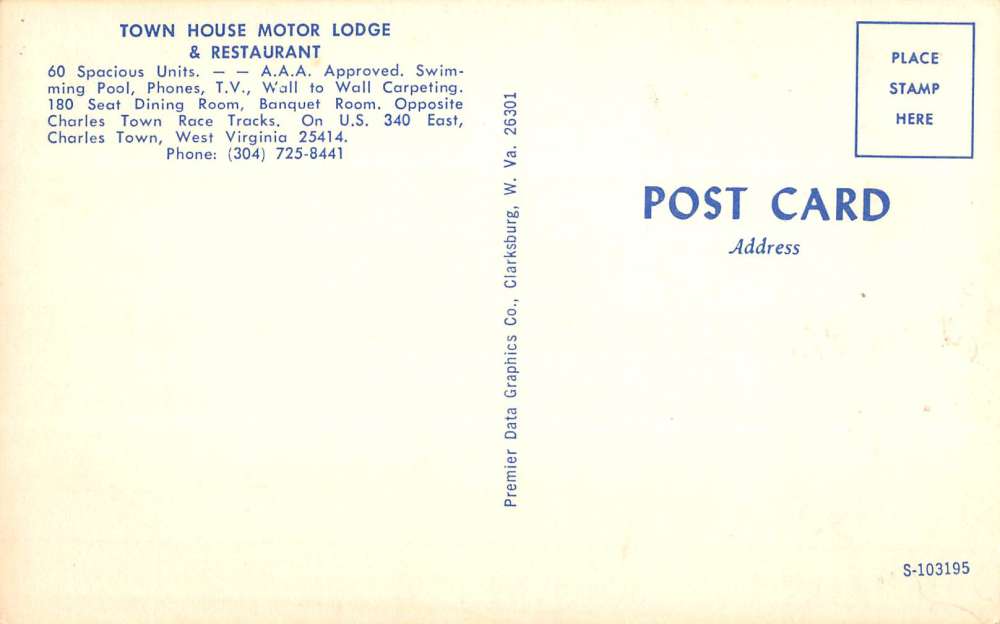 TOWN HOUSE MOTOR LODGE
& RESTAURANT
60 Spacious Units. — — A.A.A. Approved. Swim-
ming Pool, Phones, T.V., Wall to Wall Carpeting.
180 Seat Dining Room, Banquet Room. Opposite
Charles Town Race Tracks. On U.S. 340 East,
Charles Town, West Virginia 25414.
Phone: (304) 725-8441
Premier Data Graphics Co., Clarksburg, W. Va. 26301
PLACE
STAMP
HERE
POST CARD
Address
S-103195